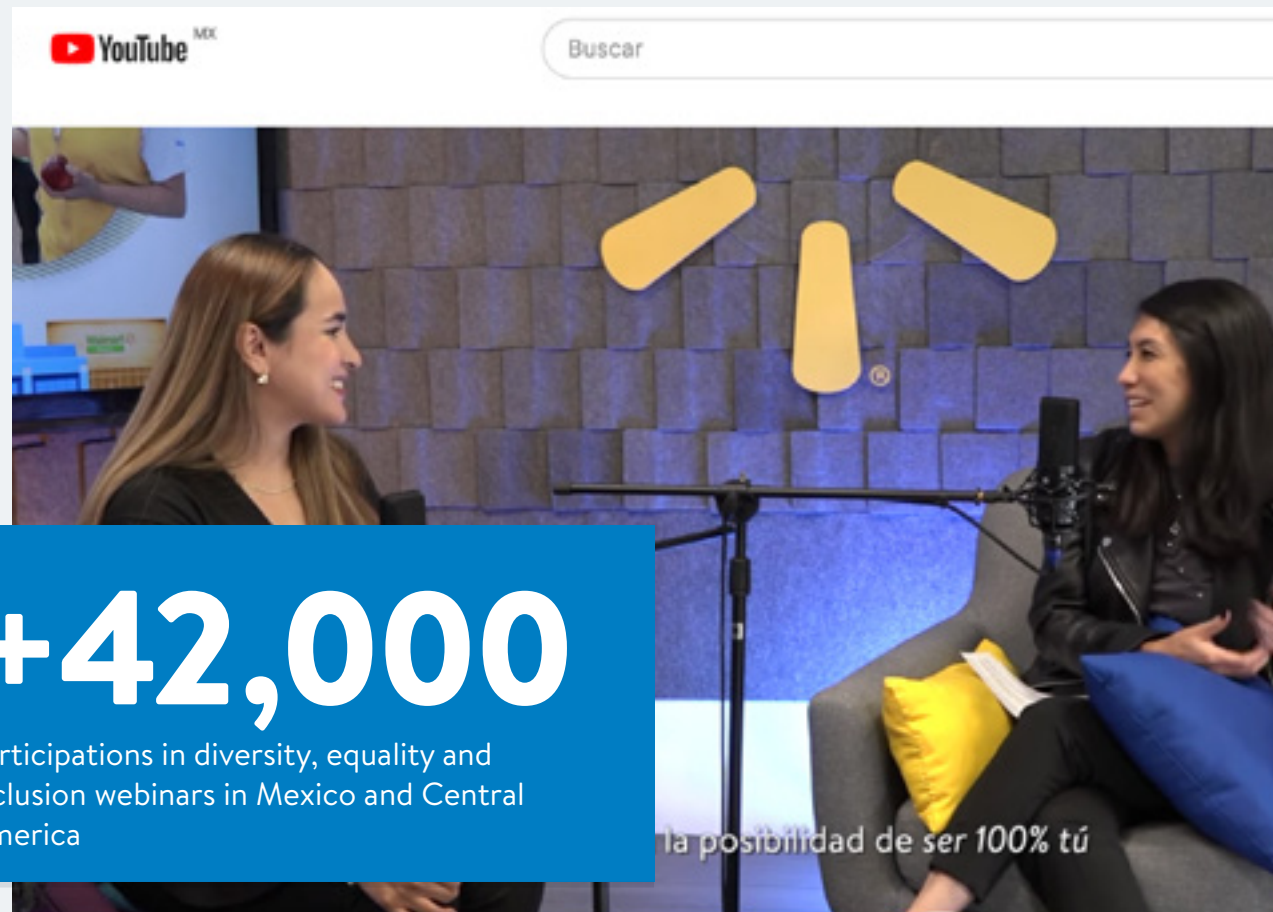 YouTube MX
Buscar
Walmart
®
+42,000
rticipations in diversity, equality and
clusion webinars in Mexico and Central
merica
la posibilidad de ser 100% tú